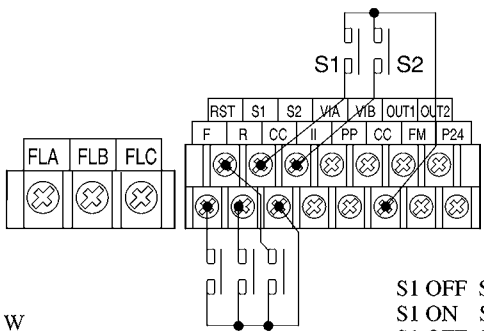 S1 S2
RST S1 S2 VIA VIB OUT1 OUT2
F R CC II PP CC FM P24
FLA FLB FLC
S1 OFF S
S1 ON S
W